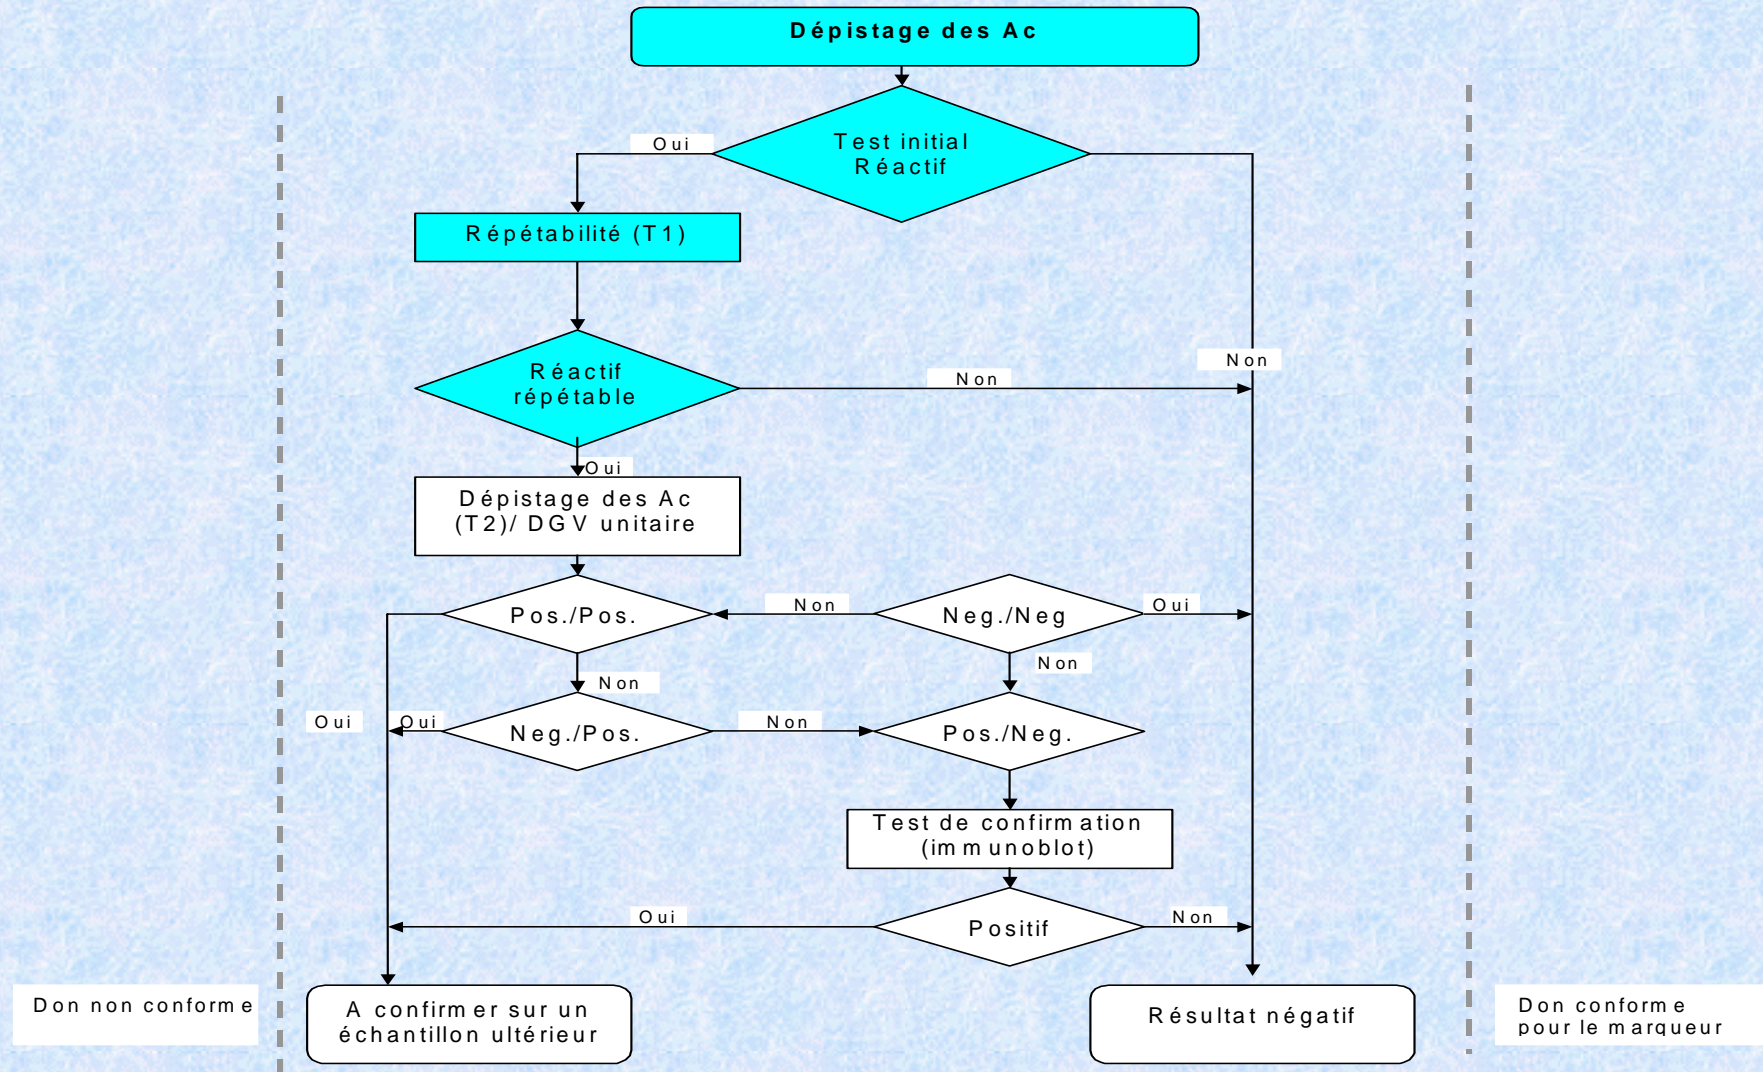 Dépistage des Ac
Oui
Test initial
Réactif
Répétabilité (T1)
Non
Réactif
répétable
Non
Oui
Dépistage des Ac
(T2)/ DGV unitaire
Pos./Pos.
Non
Neg./Neg
Oui
Non
Non
Oui
Oui
Neg./Pos.
Non
Pos./Neg.
Test de confirmation
(immunoblot)
Oui
Positif
Non
Don non conforme
A confirmer sur un
échantillon ultérieur
Résultat négatif
Don conforme
pour le marqueur